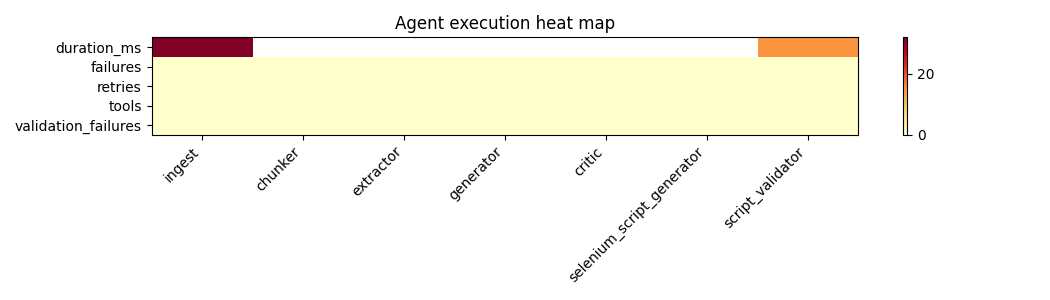 Agent execution heat map
duration_ms
failures
retries
tools
validation_failures
20
0
ingest
chunker
extractor
generator
critic
selenium_script_generator
script_validator